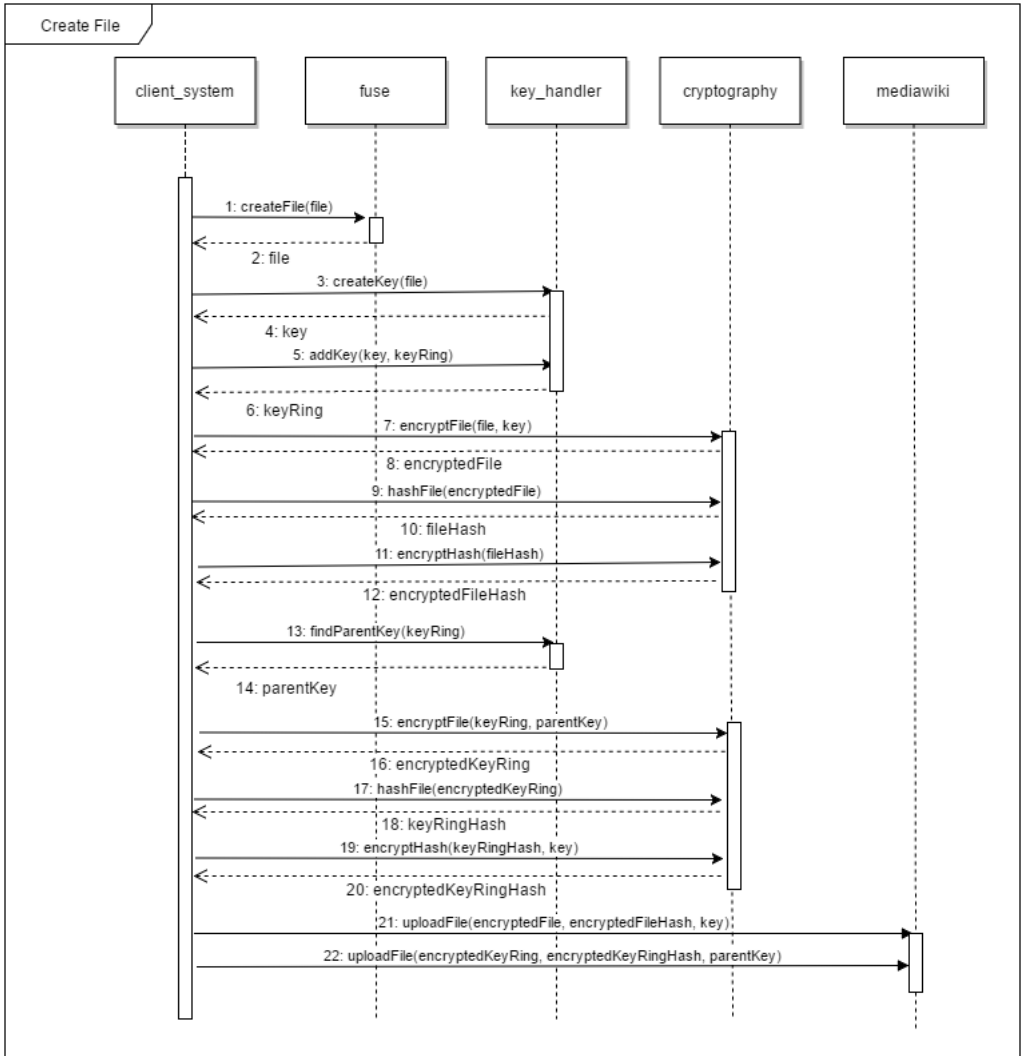 Create File
client_system
fuse
key_handler
cryptography
mediawiki
1: createFile(file)
2: file
3: createKey(file)
4: key
5: addKey(key, keyRing)
6: keyRing
7: encryptFile(file, key)
8: encryptedFile
9: hashFile(encryptedFile)
10: fileHash
11: encryptHash(fileHash)
12: encryptedFileHash
13: findParentKey(keyRing)
14: parentKey
15: encryptFile(keyRing, parentKey)
16: encryptedKeyRing
17: hashFile(encryptedKeyRing)
18: keyRingHash
19: encryptHash(keyRingHash, key)
20: encryptedKeyRingHash
21: uploadFile(encryptedFile, encryptedFileHash, key)
22: uploadFile(encryptedKeyRing, encryptedKeyRingHash, parentKey)